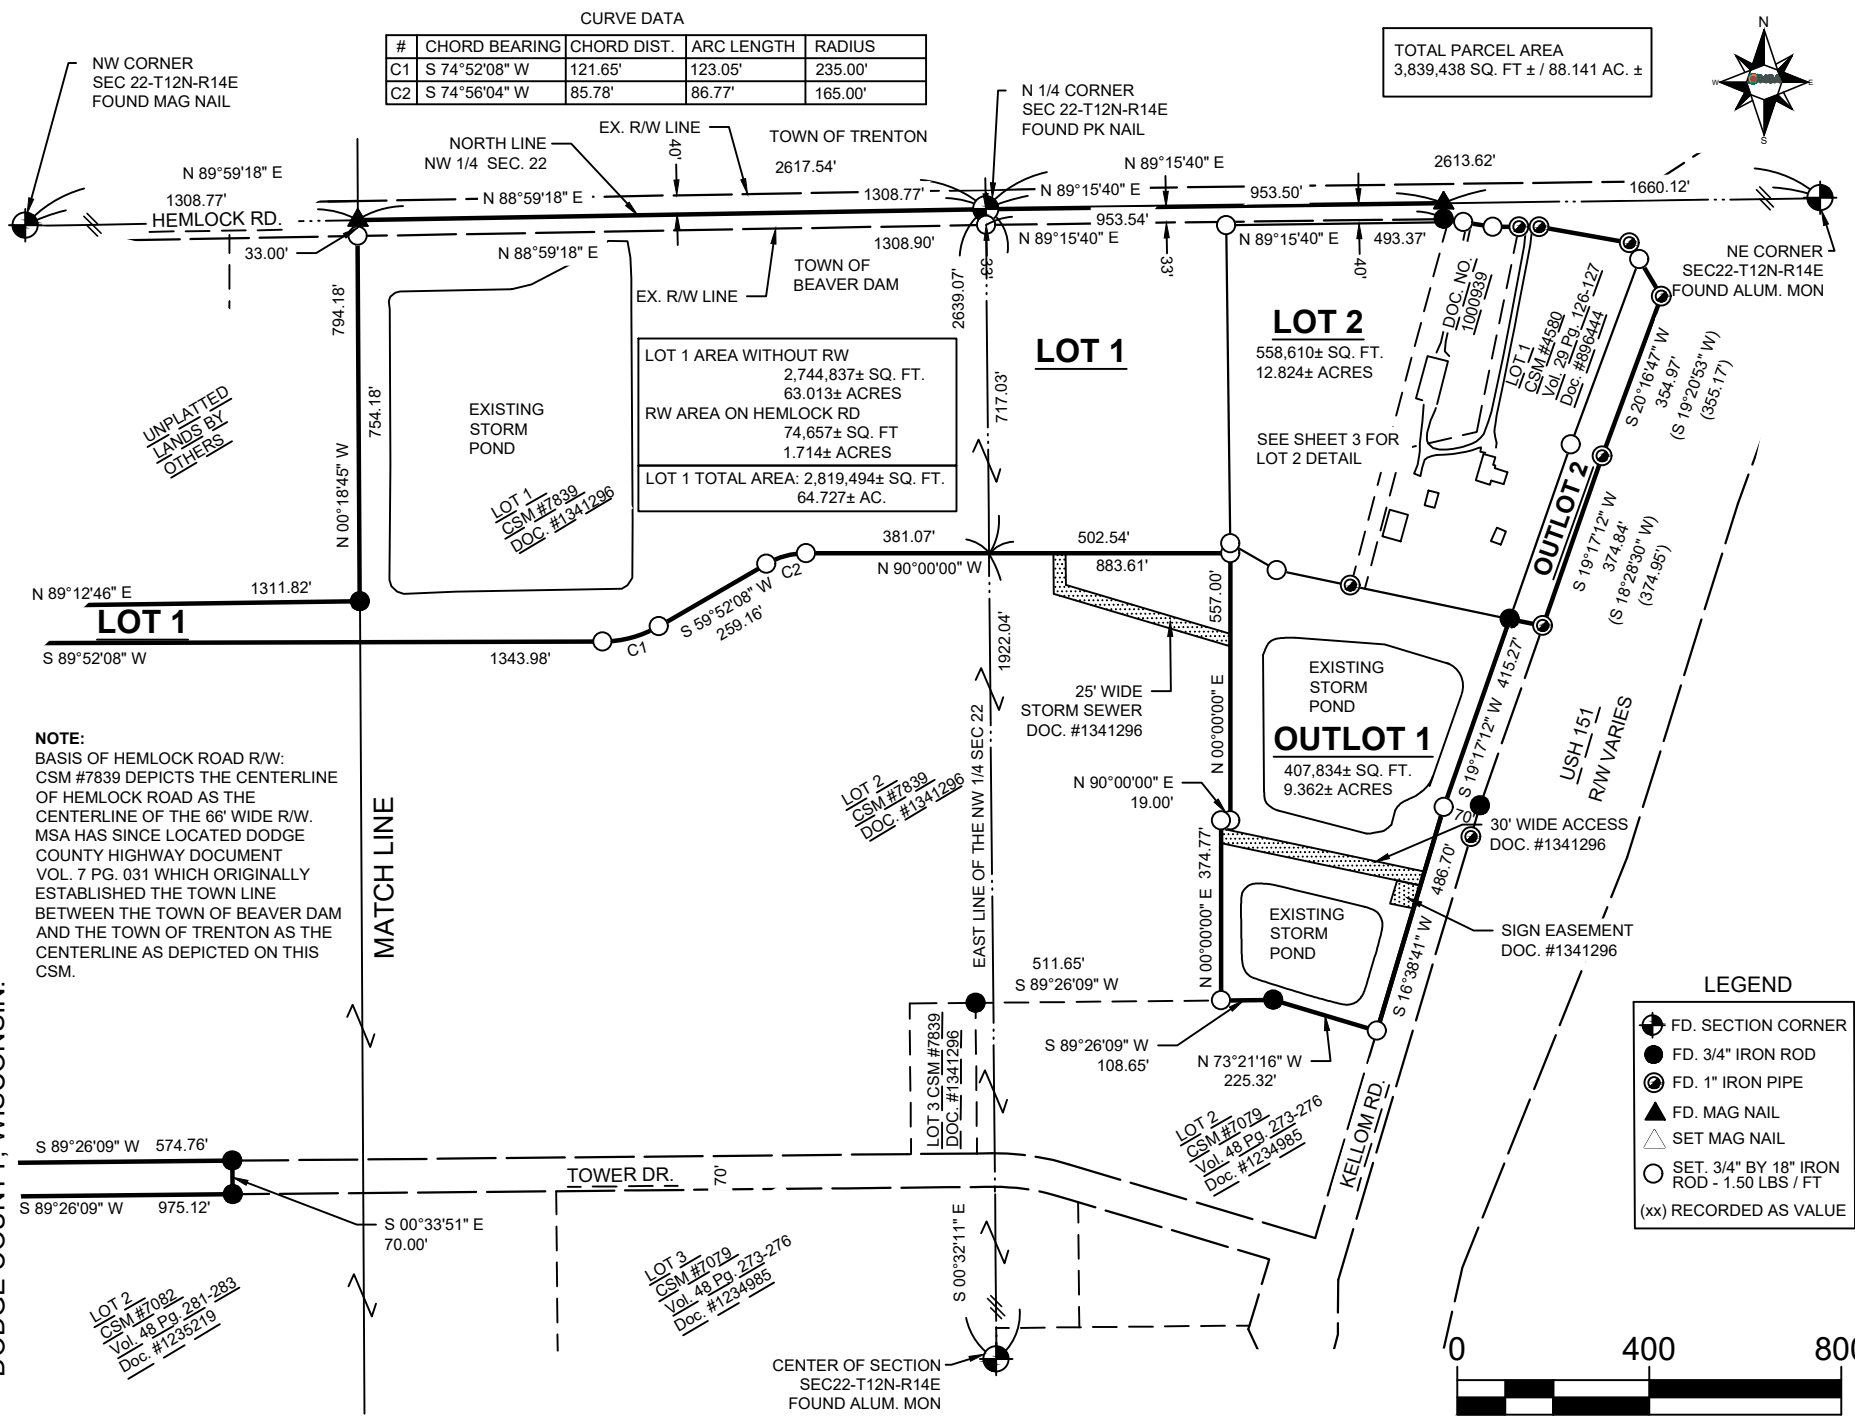 CURVE DATA
# CHORD BEARING CHORD DIST. ARC LENGTH RADIUS
C1 S 74°52'08" W 121.65' 123.05' 235.00'
C2 S 74°56'04" W 85.78' 86.77' 165.00'
TOTAL PARCEL AREA
3,839,438 SQ. FT ± / 88.141 AC. ±
N
W
E
S
NW CORNER
SEC 22-T12N-R14E
FOUND MAG NAIL
N 1/4 CORNER
SEC 22-T12N-R14E
FOUND PK NAIL
NORTH LINE
NW 1/4 SEC. 22
EX. R/W LINE
40'
TOWN OF TRENTON
2617.54'
N 89°15'40" E
2613.62'
N 89°59'18" E
1308.77'
HEMLOCK RD.
N 88°59'18" E
1308.77'
N 89°15'40" E
953.50'
1660.12'
33.00'
N 88°59'18" E
1308.90'
953.54'
N 89°15'40" E
N 89°15'40" E
493.37'
33'
33'
40'
EX. R/W LINE
TOWN OF
BEAVER DAM
NE CORNER
SEC22-T12N-R14E
FOUND ALUM. MON
794.18'
754.18'
N 00°18'45" W
2639.07'
717.03'
UNPLATTED
LANDS BY
OTHERS
EXISTING
STORM
POND
LOT 1
CSM #7839
DOC. #1341296
LOT 1 AREA WITHOUT RW
2,744,837± SQ. FT.
63.013± ACRES
RW AREA ON HEMLOCK RD
74,657± SQ. FT
1.714± ACRES
LOT 1 TOTAL AREA: 2,819,494± SQ. FT.
64.727± AC.
LOT 1
LOT 2
558,610± SQ. FT.
12.824± ACRES
SEE SHEET 3 FOR
LOT 2 DETAIL
DOC. NO.
1000939
LOT 1
CSM #4580
Vol. 29 Pg. 126-127
Doc. #896444
S 20°16'47" W
354.97'
(S 19°20'53" W)
(355.17')
OUTLOT 2
S 19°17'12" W
374.84'
(S 18°28'30" W)
(374.95')
N 89°12'46" E
1311.82'
LOT 1
S 89°52'08" W
1343.98'
C1
S 59°52'08" W
259.16'
C2
381.07'
502.54'
N 90°00'00" W
883.61'
557.00'
N 00°00'00" E
1922.04'
25' WIDE
STORM SEWER
DOC. #1341296
EXISTING
STORM
POND
OUTLOT 1
407,834± SQ. FT.
9.362± ACRES
S 19°17'12" W 415.27'
USH 151
R/W VARIES
NOTE:
BASIS OF HEMLOCK ROAD R/W:
CSM #7839 DEPICTS THE CENTERLINE
OF HEMLOCK ROAD AS THE
CENTERLINE OF THE 66' WIDE R/W.
MSA HAS SINCE LOCATED DODGE
COUNTY HIGHWAY DOCUMENT
VOL. 7 PG. 031 WHICH ORIGINALLY
ESTABLISHED THE TOWN LINE
BETWEEN THE TOWN OF BEAVER DAM
AND THE TOWN OF TRENTON AS THE
CENTERLINE AS DEPICTED ON THIS
CSM.
MATCH LINE
LOT 2
CSM #7839
DOC. #1341296
EAST LINE OF THE NW 1/4 SEC 22
N 90°00'00" E
19.00'
N 00°00'00" E 374.77'
70'
30' WIDE ACCESS
DOC. #1341296
486.70'
S 16°38'41" W
SIGN EASEMENT
DOC. #1341296
EXISTING
STORM
POND
511.65'
S 89°26'09" W
S 89°26'09" W
108.65'
N 73°21'16" W
225.32'
LOT 3 CSM #7839
DOC. #1341296
LOT 2
CSM #7079
Vol. 48 Pg. 273-276
Doc. #1234985
KELLOM RD.
LEGEND
FD. SECTION CORNER
FD. 3/4" IRON ROD
FD. 1" IRON PIPE
FD. MAG NAIL
SET MAG NAIL
SET. 3/4" BY 18" IRON
ROD - 1.50 LBS / FT
(xx) RECORDED AS VALUE
S 89°26'09" W 574.76'
S 89°26'09" W 975.12'
TOWER DR.
70'
S 00°33'51" E
70.00'
S 00°32'11" E
LOT 2
CSM #7082
Vol. 48 Pg. 281-283
Doc. #1235219
LOT 3
CSM #7079
Vol. 48 Pg. 273-276
Doc. #1234985
CENTER OF SECTION
SEC22-T12N-R14E
FOUND ALUM. MON
0 400